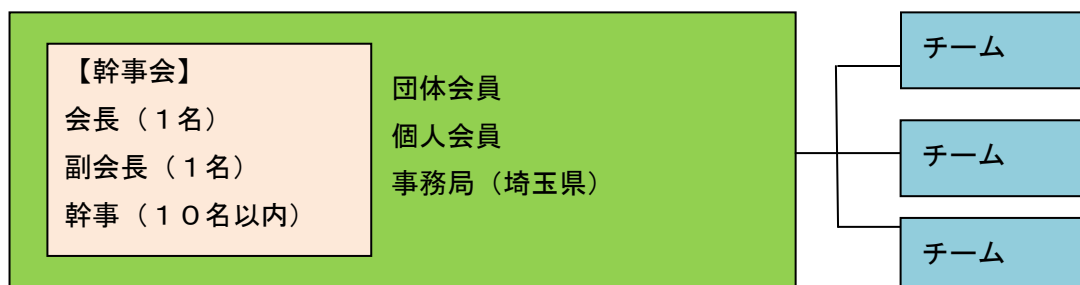 【幹事会】
会長（１名）
副会長（１名）
幹事（１０名以内）
団体会員
個人会員
事務局（埼玉県）
チーム
チーム
チーム